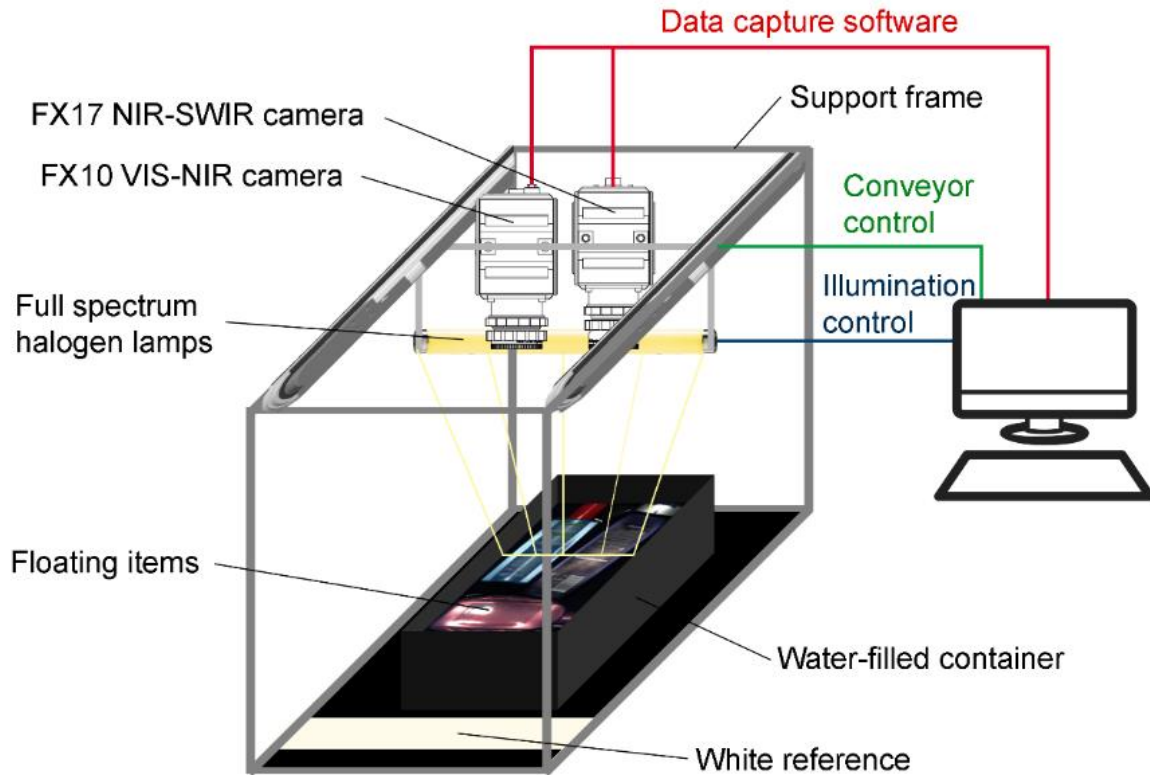 Data capture software
Support frame
FX17 NIR-SWIR camera
FX10 VIS-NIR camera
Conveyor
control
Full spectrum
halogen lamps
Illumination
control
Floating items
Water-filled container
White reference